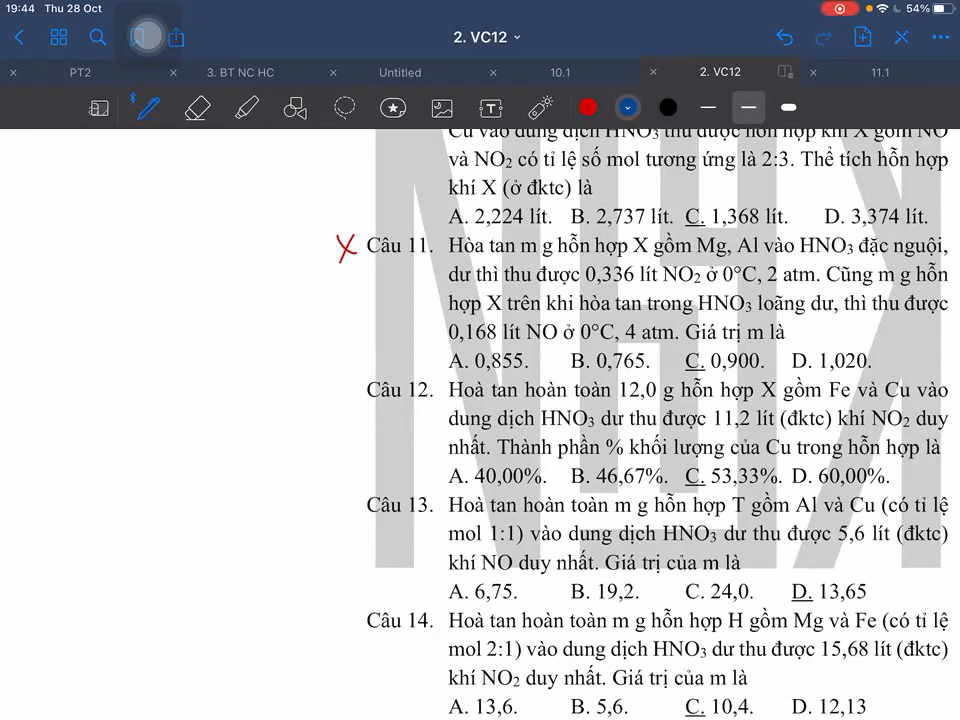 19:44 Thu 28 Oct
54%
2. VC12
PT2
3. BT NC HC
Untitled
10.1
2. VC12
11.1
Cu vào dung dịch HNO₃ thu được hỗn hợp khí X gồm NO
và NO₂ có tỉ lệ số mol tương ứng là 2:3. Thể tích hỗn hợp
khí X (ở đktc) là
A. 2,224 lít. B. 2,737 lít. C. 1,368 lít. D. 3,374 lít.
X Câu 11. Hòa tan m g hỗn hợp X gồm Mg, Al vào HNO₃ đặc nguội,
dư thì thu được 0,336 lít NO₂ ở 0°C, 2 atm. Cũng m g hỗn
hợp X trên khi hòa tan trong HNO₃ loãng dư, thì thu được
0,168 lít NO ở 0°C, 4 atm. Giá trị m là
A. 0,855. B. 0,765. C. 0,900. D. 1,020.
Câu 12. Hoà tan hoàn toàn 12,0 g hỗn hợp X gồm Fe và Cu vào
dung dịch HNO₃ dư thu được 11,2 lít (đktc) khí NO₂ duy
nhất. Thành phần % khối lượng của Cu trong hỗn hợp là
A. 40,00%. B. 46,67%. C. 53,33%. D. 60,00%.
Câu 13. Hoà tan hoàn toàn m g hỗn hợp T gồm Al và Cu (có tỉ lệ
mol 1:1) vào dung dịch HNO₃ dư thu được 5,6 lít (đktc)
khí NO duy nhất. Giá trị của m là
A. 6,75. B. 19,2. C. 24,0. D. 13,65
Câu 14. Hoà tan hoàn toàn m g hỗn hợp H gồm Mg và Fe (có tỉ lệ
mol 2:1) vào dung dịch HNO₃ dư thu được 15,68 lít (đktc)
khí NO₂ duy nhất. Giá trị của m là
A. 13,6. B. 5,6. C. 10,4. D. 12,13